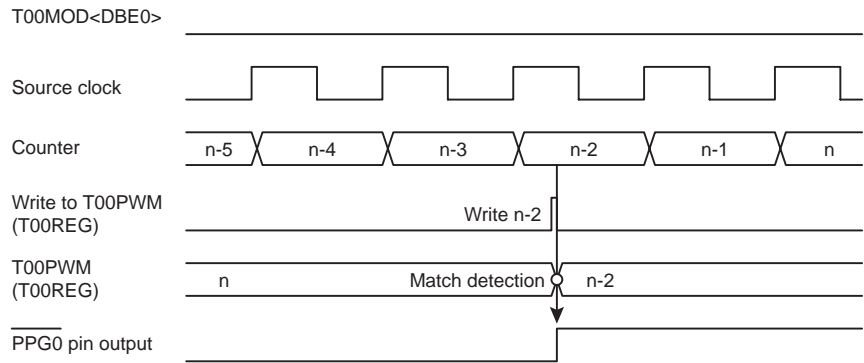 T00MOD<DBE0>
Source clock
Counter n-5 n-4 n-3 n-2 n-1 n
Write to T00PWM
(T00REG) Write n-2
T00PWM
(T00REG) n Match detection n-2
PPG0 pin output